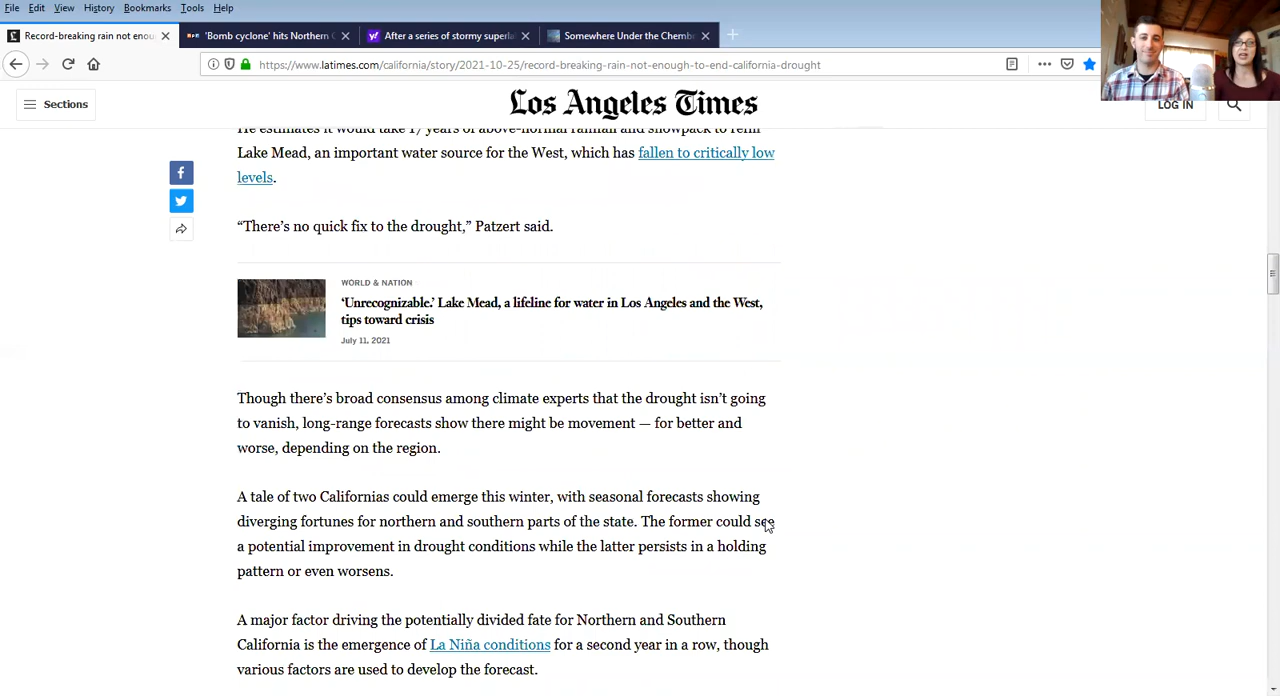 File Edit View History Bookmarks Tools Help
Record-breaking rain not enou
'Bomb cyclone' hits Northern C
After a series of stormy superla
Somewhere Under the Chemtr
https://www.latimes.com/california/story/2021-10-25/record-breaking-rain-not-enough-to-end-california-drought
Sections
Los Angeles Times
LOG IN
He estimates it would take 17 years of above-normal rainfall and snowpack to refill
Lake Mead, an important water source for the West, which has fallen to critically low
levels.
“There’s no quick fix to the drought,” Patzert said.
WORLD & NATION
‘Unrecognizable.’ Lake Mead, a lifeline for water in Los Angeles and the West,
tips toward crisis
July 11, 2021
Though there’s broad consensus among climate experts that the drought isn’t going
to vanish, long-range forecasts show there might be movement — for better and
worse, depending on the region.
A tale of two Californias could emerge this winter, with seasonal forecasts showing
diverging fortunes for northern and southern parts of the state. The former could see
a potential improvement in drought conditions while the latter persists in a holding
pattern or even worsens.
A major factor driving the potentially divided fate for Northern and Southern
California is the emergence of La Niña conditions for a second year in a row, though
various factors are used to develop the forecast.